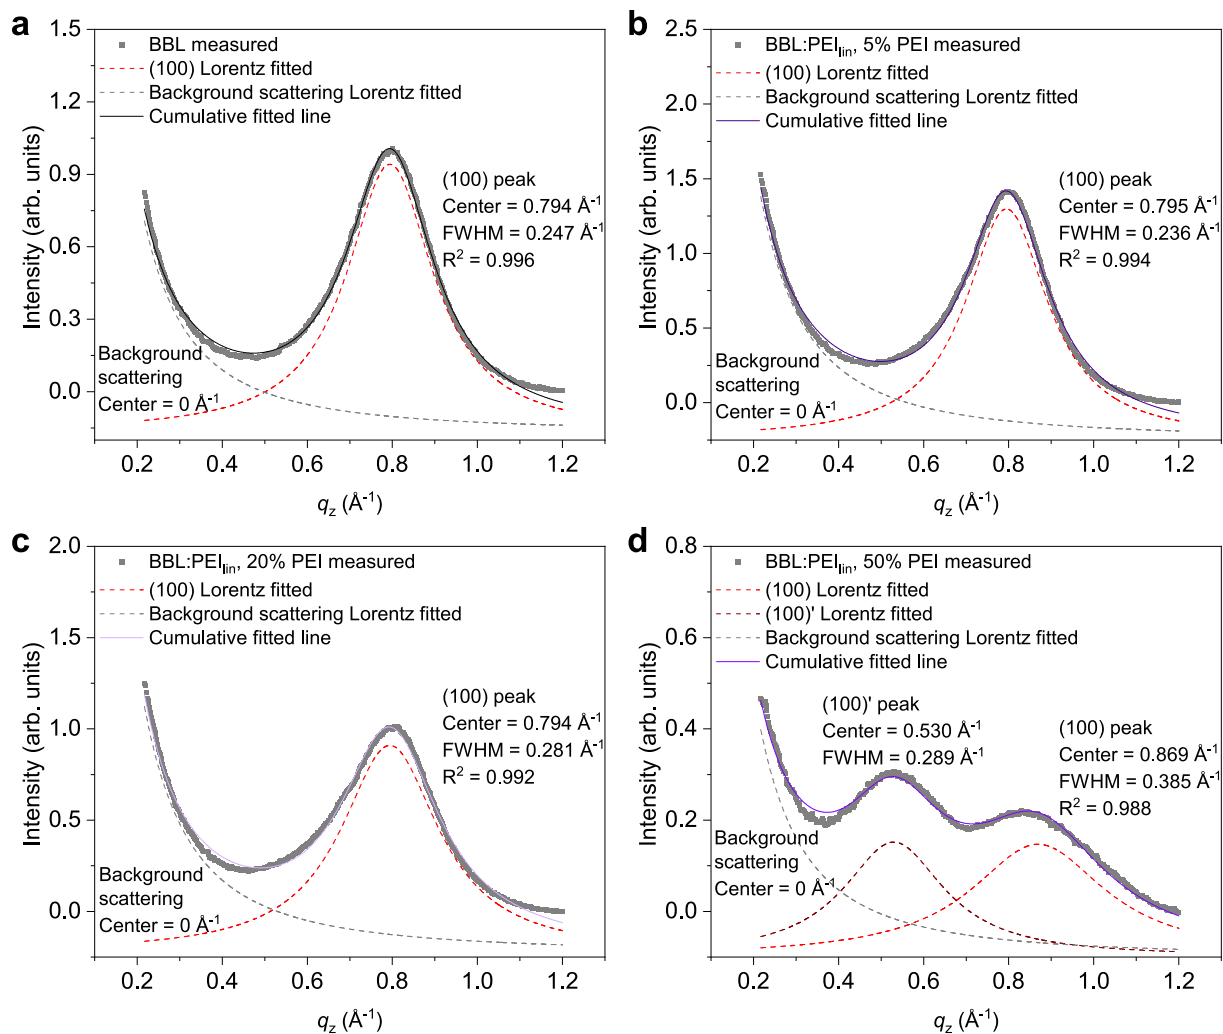 a
1.5
1.2
0.9
0.6
0.3
0.0
Intensity (arb. units)
BBL measured
(100) Lorentz fitted
Background scattering Lorentz fitted
Cumulative fitted line
(100) peak
Center = 0.794 Å⁻¹
FWHM = 0.247 Å⁻¹
R² = 0.996
Background
scattering
Center = 0 Å⁻¹
0.2 0.4 0.6 0.8 1.0 1.2
qz (Å⁻¹)
b
2.5
2.0
1.5
1.0
0.5
0.0
Intensity (arb. units)
BBL:PEIlin, 5% PEI measured
(100) Lorentz fitted
Background scattering Lorentz fitted
Cumulative fitted line
(100) peak
Center = 0.795 Å⁻¹
FWHM = 0.236 Å⁻¹
R² = 0.994
Background
scattering
Center = 0 Å⁻¹
0.2 0.4 0.6 0.8 1.0 1.2
qz (Å⁻¹)
c
2.0
1.5
1.0
0.5
0.0
Intensity (arb. units)
BBL:PEIlin, 20% PEI measured
(100) Lorentz fitted
Background scattering Lorentz fitted
Cumulative fitted line
(100) peak
Center = 0.794 Å⁻¹
FWHM = 0.281 Å⁻¹
R² = 0.992
Background
scattering
Center = 0 Å⁻¹
0.2 0.4 0.6 0.8 1.0 1.2
qz (Å⁻¹)
d
0.8
0.6
0.4
0.2
0.0
Intensity (arb. units)
BBL:PEIlin, 50% PEI measured
(100) Lorentz fitted
(100)' Lorentz fitted
Background scattering Lorentz fitted
Cumulative fitted line
(100)' peak
Center = 0.530 Å⁻¹
FWHM = 0.289 Å⁻¹
(100) peak
Center = 0.869 Å⁻¹
FWHM = 0.385 Å⁻¹
R² = 0.988
Background
scattering
Center = 0 Å⁻¹
0.2 0.4 0.6 0.8 1.0 1.2
qz (Å⁻¹)